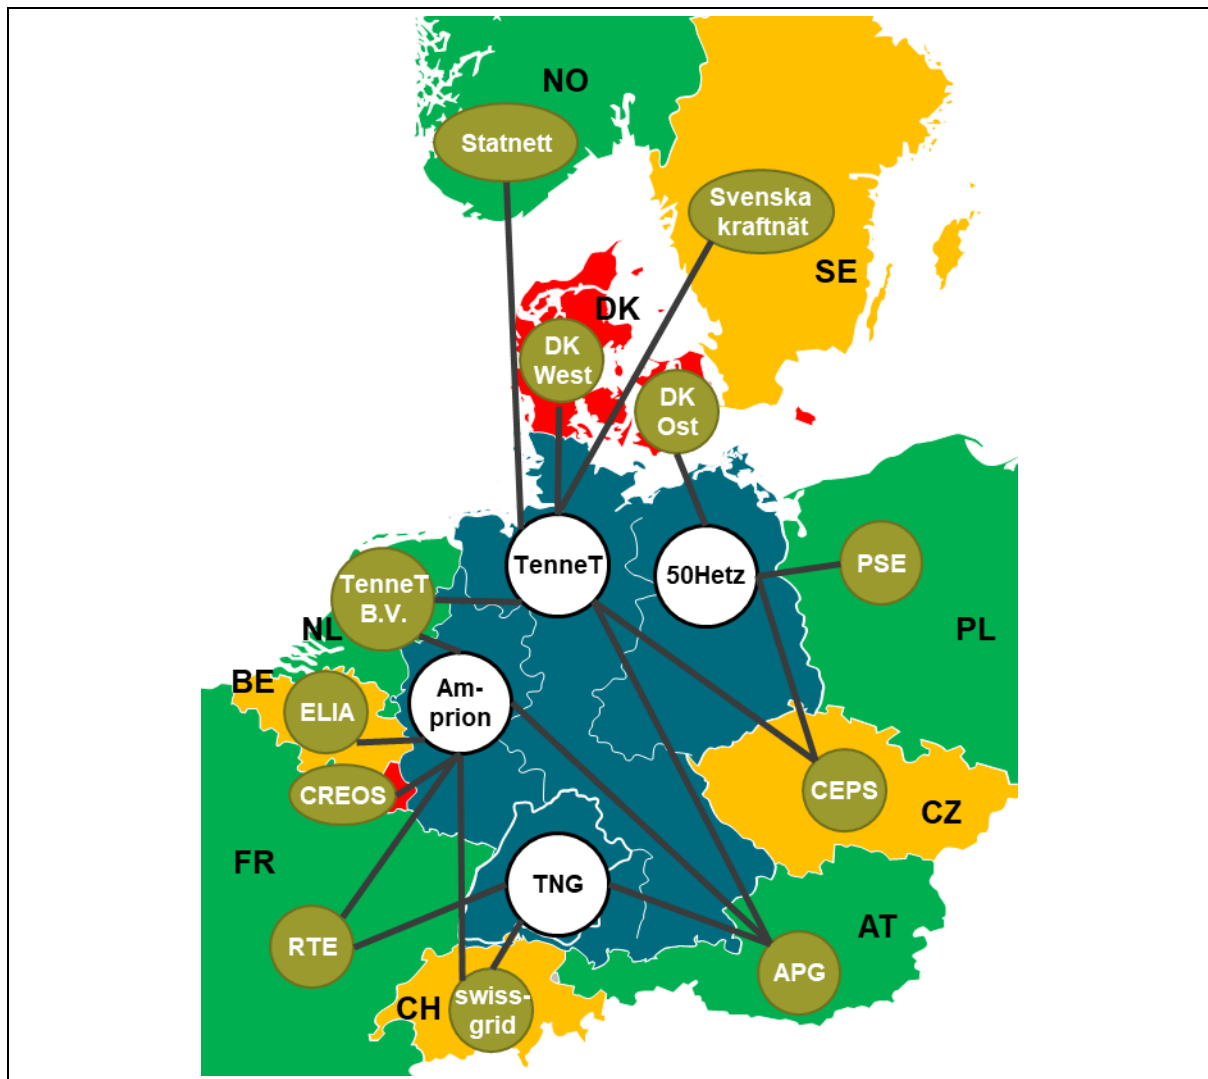 NO
Statnett
Svenska
kraftnät
SE
DK
DK
West
DK
Ost
TenneT
50Hetz
PSE
TenneT
B.V.
NL
PL
BE
Am-
prion
ELIA
CREOS
CEPS
CZ
FR
TNG
AT
RTE
APG
CH
swiss-
grid